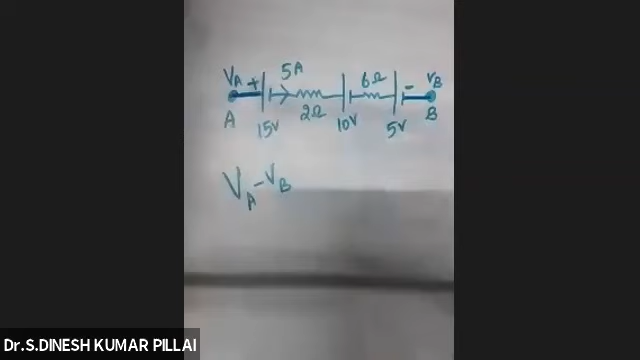 VA + 5A 6Ω - VB
A 15V 2Ω 10V 5V B
VA-VB
Dr.S.DINESH KUMAR PILLAI